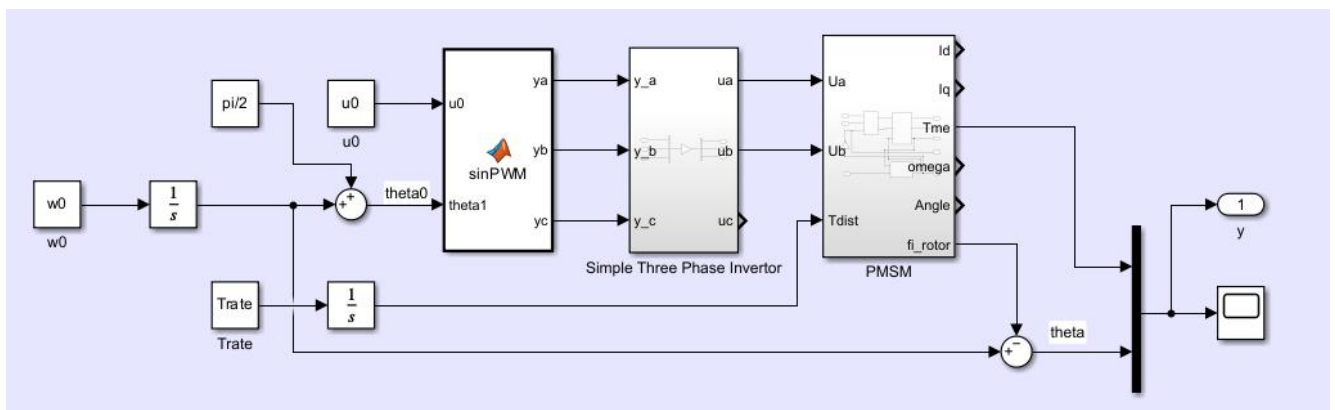 Id
ya
y_a
ua
Ua
pi/2
u0
Iq
u0
u0
Tme
sinPWM
yb
y_b
ub
Ub
omega
w0
1
s
+
+
theta0
theta1
Angle
1
w0
yc
y_c
uc
Tdist
y
fi_rotor
Simple Three Phase Invertor
PMSM
Trate
1
s
Trate
theta
−
+